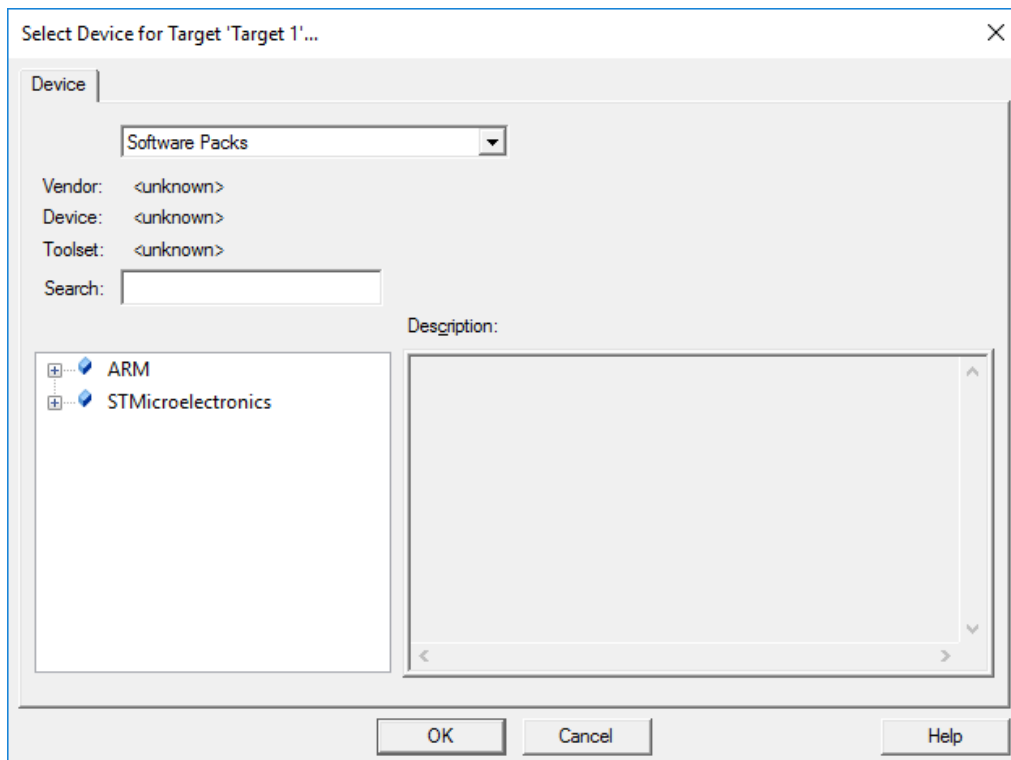 Select Device for Target 'Target 1'...
Device
Software Packs
Vendor: <unknown>
Device: <unknown>
Toolset: <unknown>
Search:
Description:
ARM
STMicroelectronics
OK Cancel Help